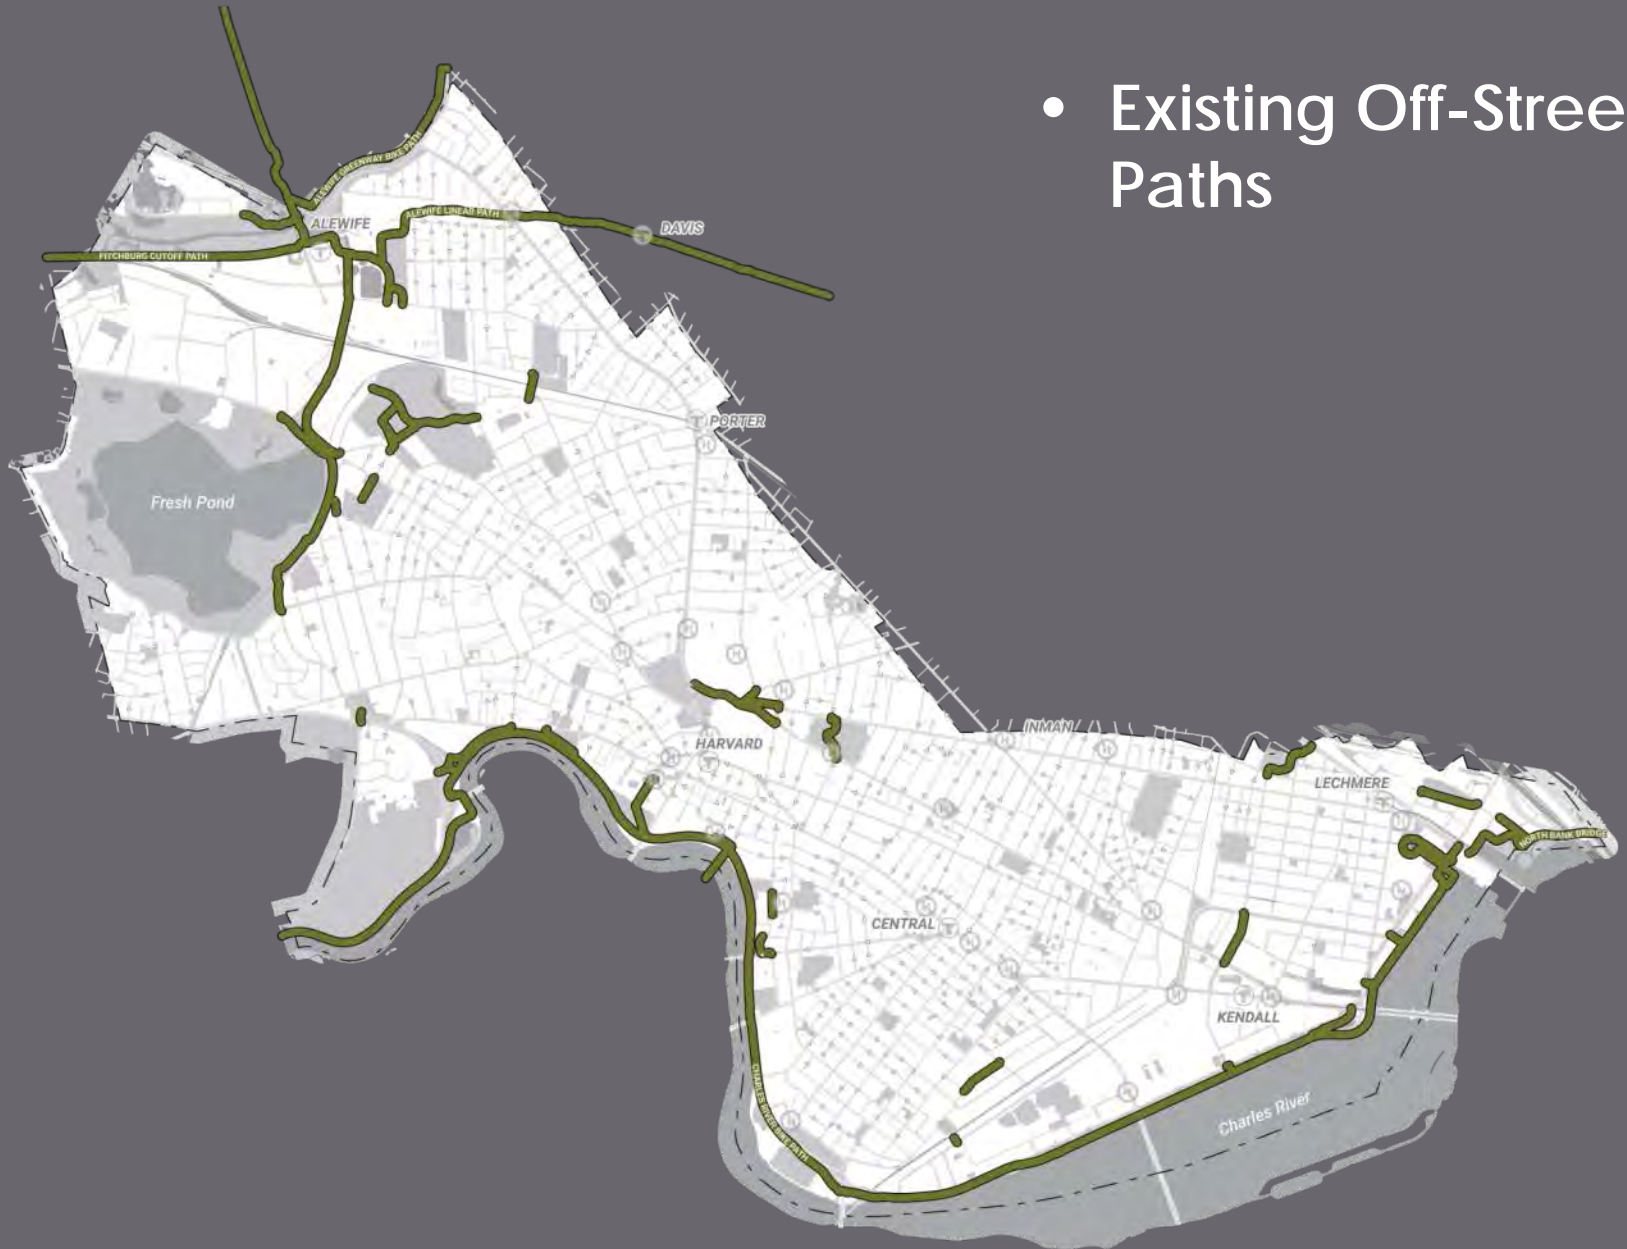 • Existing Off-Stree
Paths
ALEWIFE GREENWAY BIKE PATH
ALEWIFE LINEAR PATH
ALEWIFE
DAVIS
FITCHBURG CUTOFF PATH
PORTER
Fresh Pond
INMAN
HARVARD
LECHMERE
NORTH BANK BRIDGE
CENTRAL
KENDALL
CHARLES RIVER BIKE PATH
Charles River